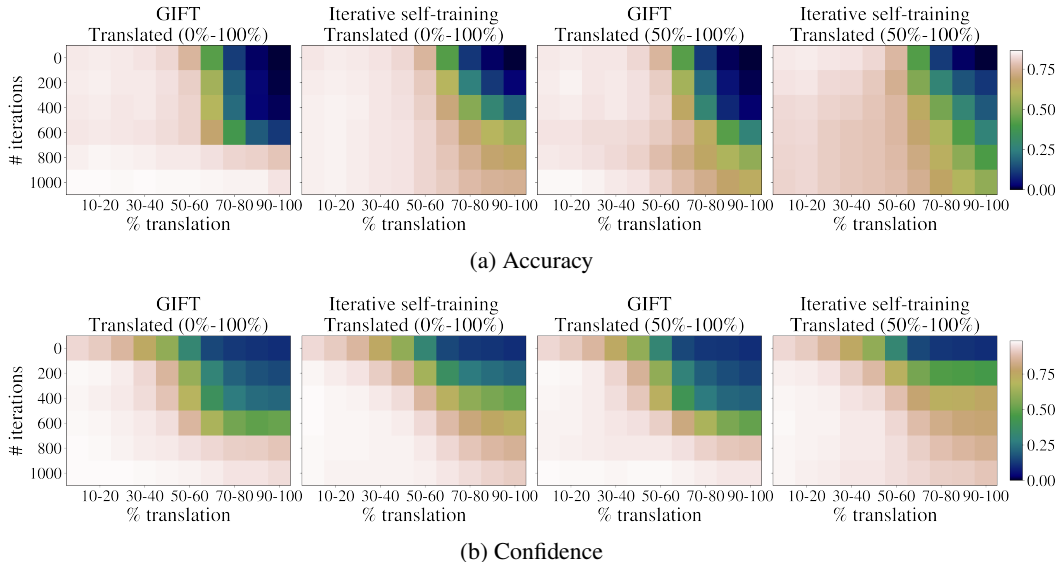 GIFT Iterative self-training GIFT Iterative self-training
Translated (0%-100%) Translated (0%-100%) Translated (50%-100%) Translated (50%-100%)
# iterations
0
200
400
600
800
1000
0.75
0.50
0.25
0.00
10-20 30-40 50-60 70-80 90-100 10-20 30-40 50-60 70-80 90-100 10-20 30-40 50-60 70-80 90-100 10-20 30-40 50-60 70-80 90-100
% translation % translation % translation % translation
(a) Accuracy
GIFT Iterative self-training GIFT Iterative self-training
Translated (0%-100%) Translated (0%-100%) Translated (50%-100%) Translated (50%-100%)
# iterations
0
200
400
600
800
1000
0.75
0.50
0.25
0.00
10-20 30-40 50-60 70-80 90-100 10-20 30-40 50-60 70-80 90-100 10-20 30-40 50-60 70-80 90-100 10-20 30-40 50-60 70-80 90-100
% translation % translation % translation % translation
(b) Confidence